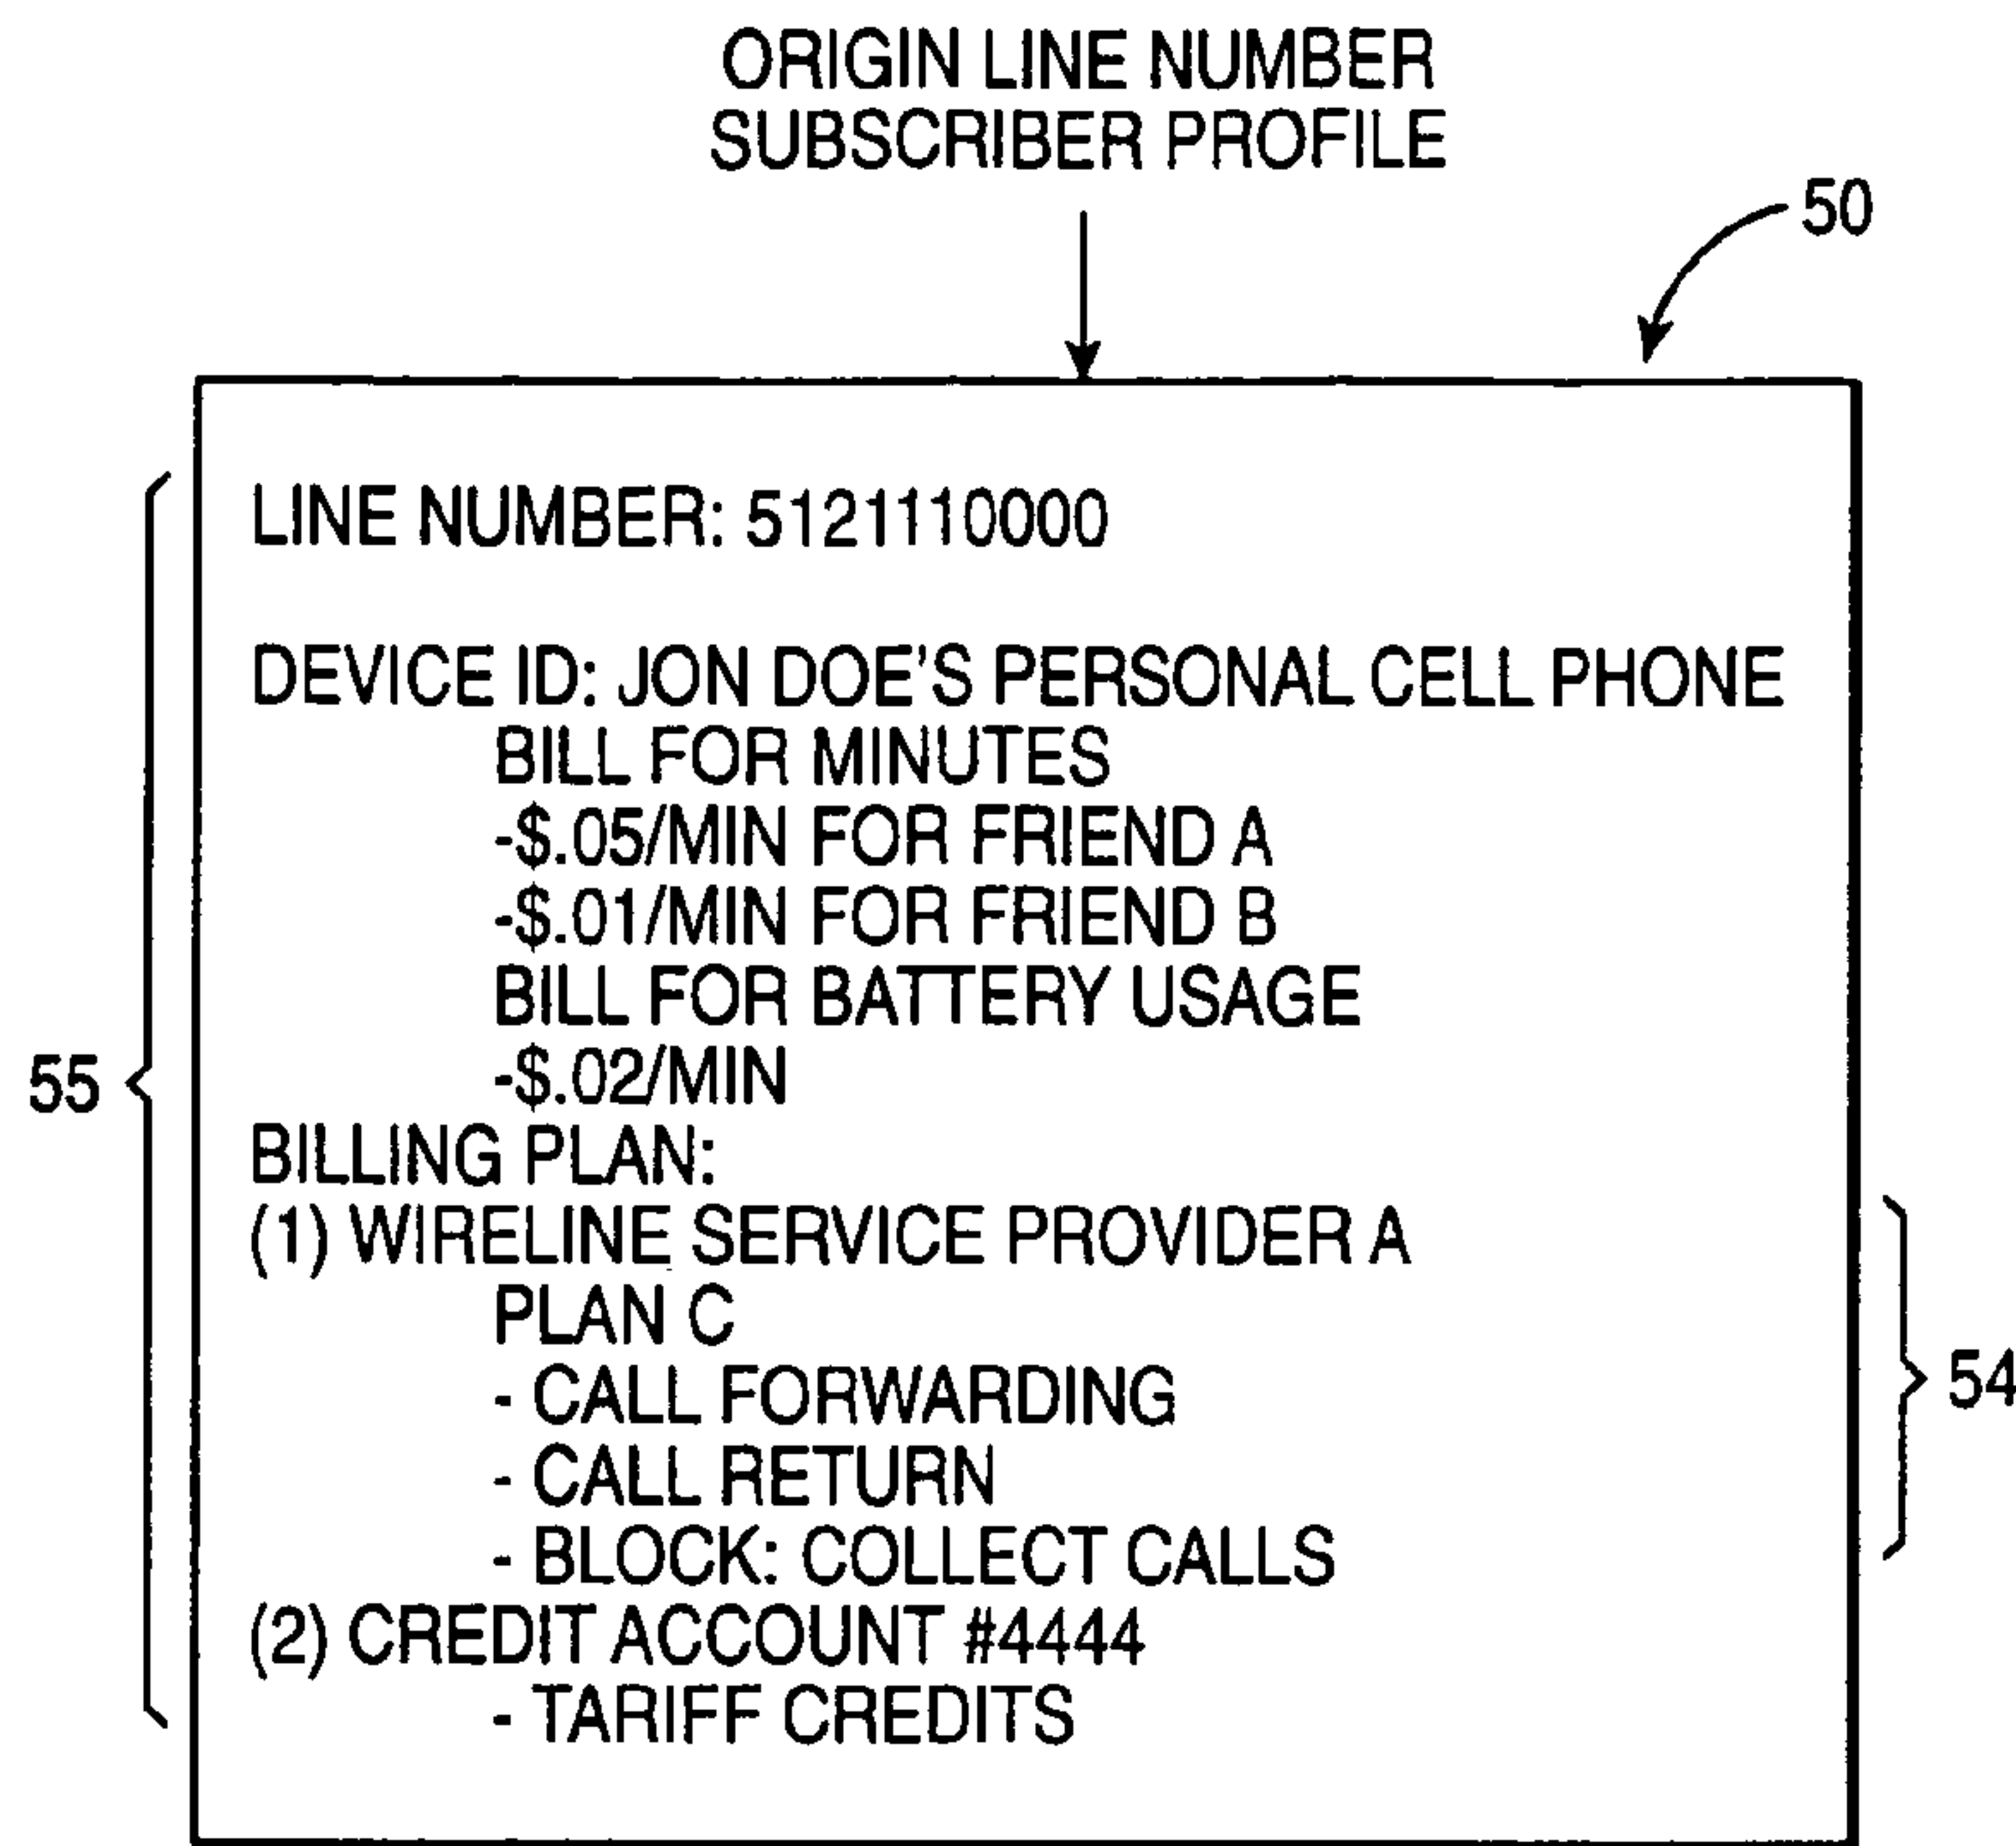 ORIGIN LINE NUMBER
SUBSCRIBER PROFILE
50
LINE NUMBER: 5121110000
DEVICE ID: JON DOE'S PERSONAL CELL PHONE
BILL FOR MINUTES
-$.05/MIN FOR FRIEND A
-$.01/MIN FOR FRIEND B
BILL FOR BATTERY USAGE
-$.02/MIN
55
BILLING PLAN:
(1) WIRELINE SERVICE PROVIDER A
PLAN C
- CALL FORWARDING
54
- CALL RETURN
- BLOCK: COLLECT CALLS
(2) CREDIT ACCOUNT #4444
- TARIFF CREDITS